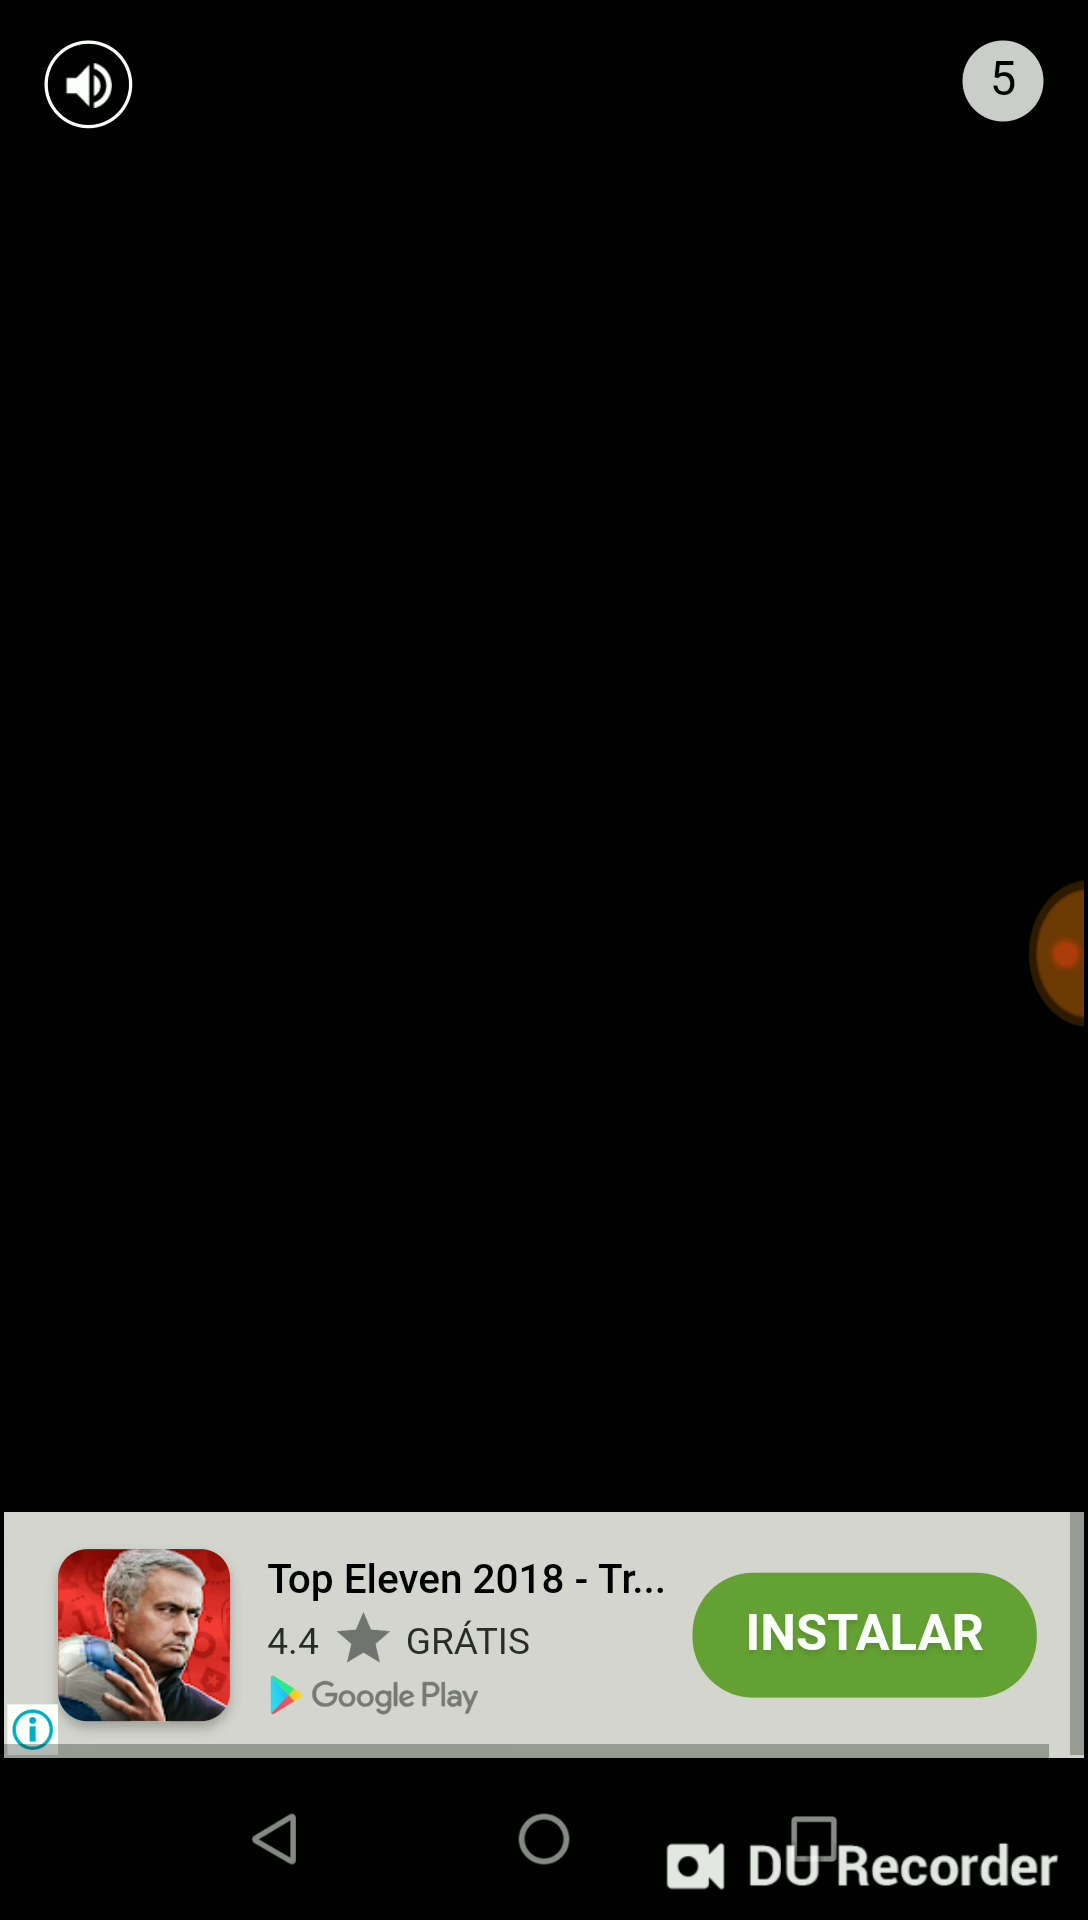 5
Top Eleven 2018 - Tr...
4.4 GRÁTIS
Google Play
INSTALAR
DU Recorder